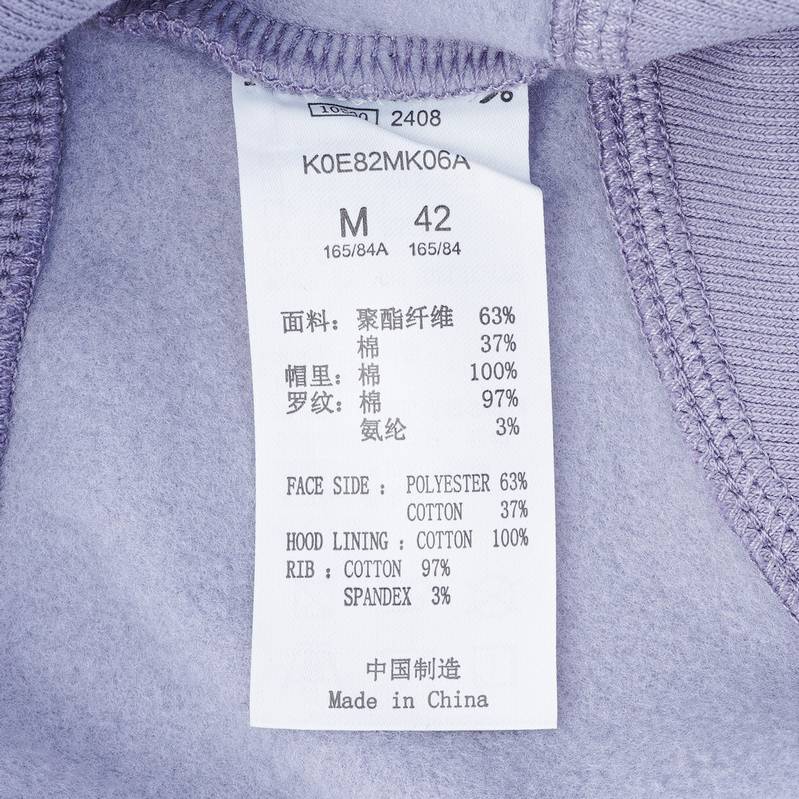 2408
K0E82MK06A
M 42
165/84A 165/84
面料：聚酯纤维 63%
棉 37%
帽里：棉 100%
罗纹：棉 97%
氨纶 3%
FACE SIDE : POLYESTER 63%
COTTON 37%
HOOD LINING : COTTON 100%
RIB : COTTON 97%
SPANDEX 3%
中国制造
Made in China